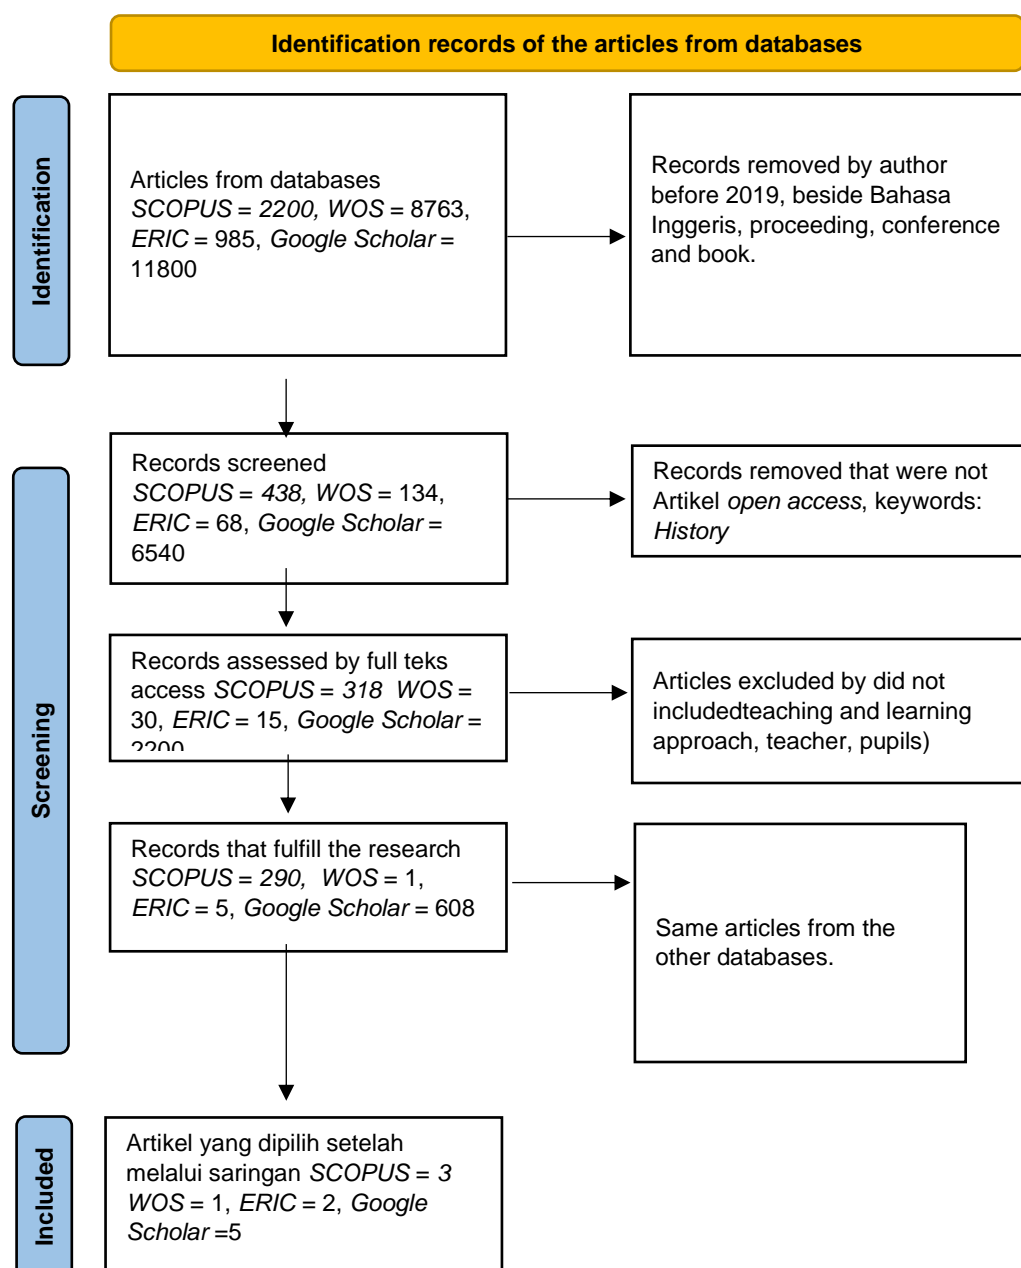 Identification records of the articles from databases
Identification
Articles from databases
SCOPUS = 2200, WOS = 8763,
ERIC = 985, Google Scholar =
11800
Records removed by author
before 2019, beside Bahasa
Inggeris, proceeding, conference
and book.
Screening
Records screened
SCOPUS = 438, WOS = 134,
ERIC = 68, Google Scholar =
6540
Records removed that were not
Artikel open access, keywords:
History
Records assessed by full teks
access SCOPUS = 318 WOS =
30, ERIC = 15, Google Scholar =
2200
Articles excluded by did not
includedteaching and learning
approach, teacher, pupils)
Records that fulfill the research
SCOPUS = 290, WOS = 1,
ERIC = 5, Google Scholar = 608
Same articles from the
other databases.
Included
Artikel yang dipilih setelah
melalui saringan SCOPUS = 3
WOS = 1, ERIC = 2, Google
Scholar =5